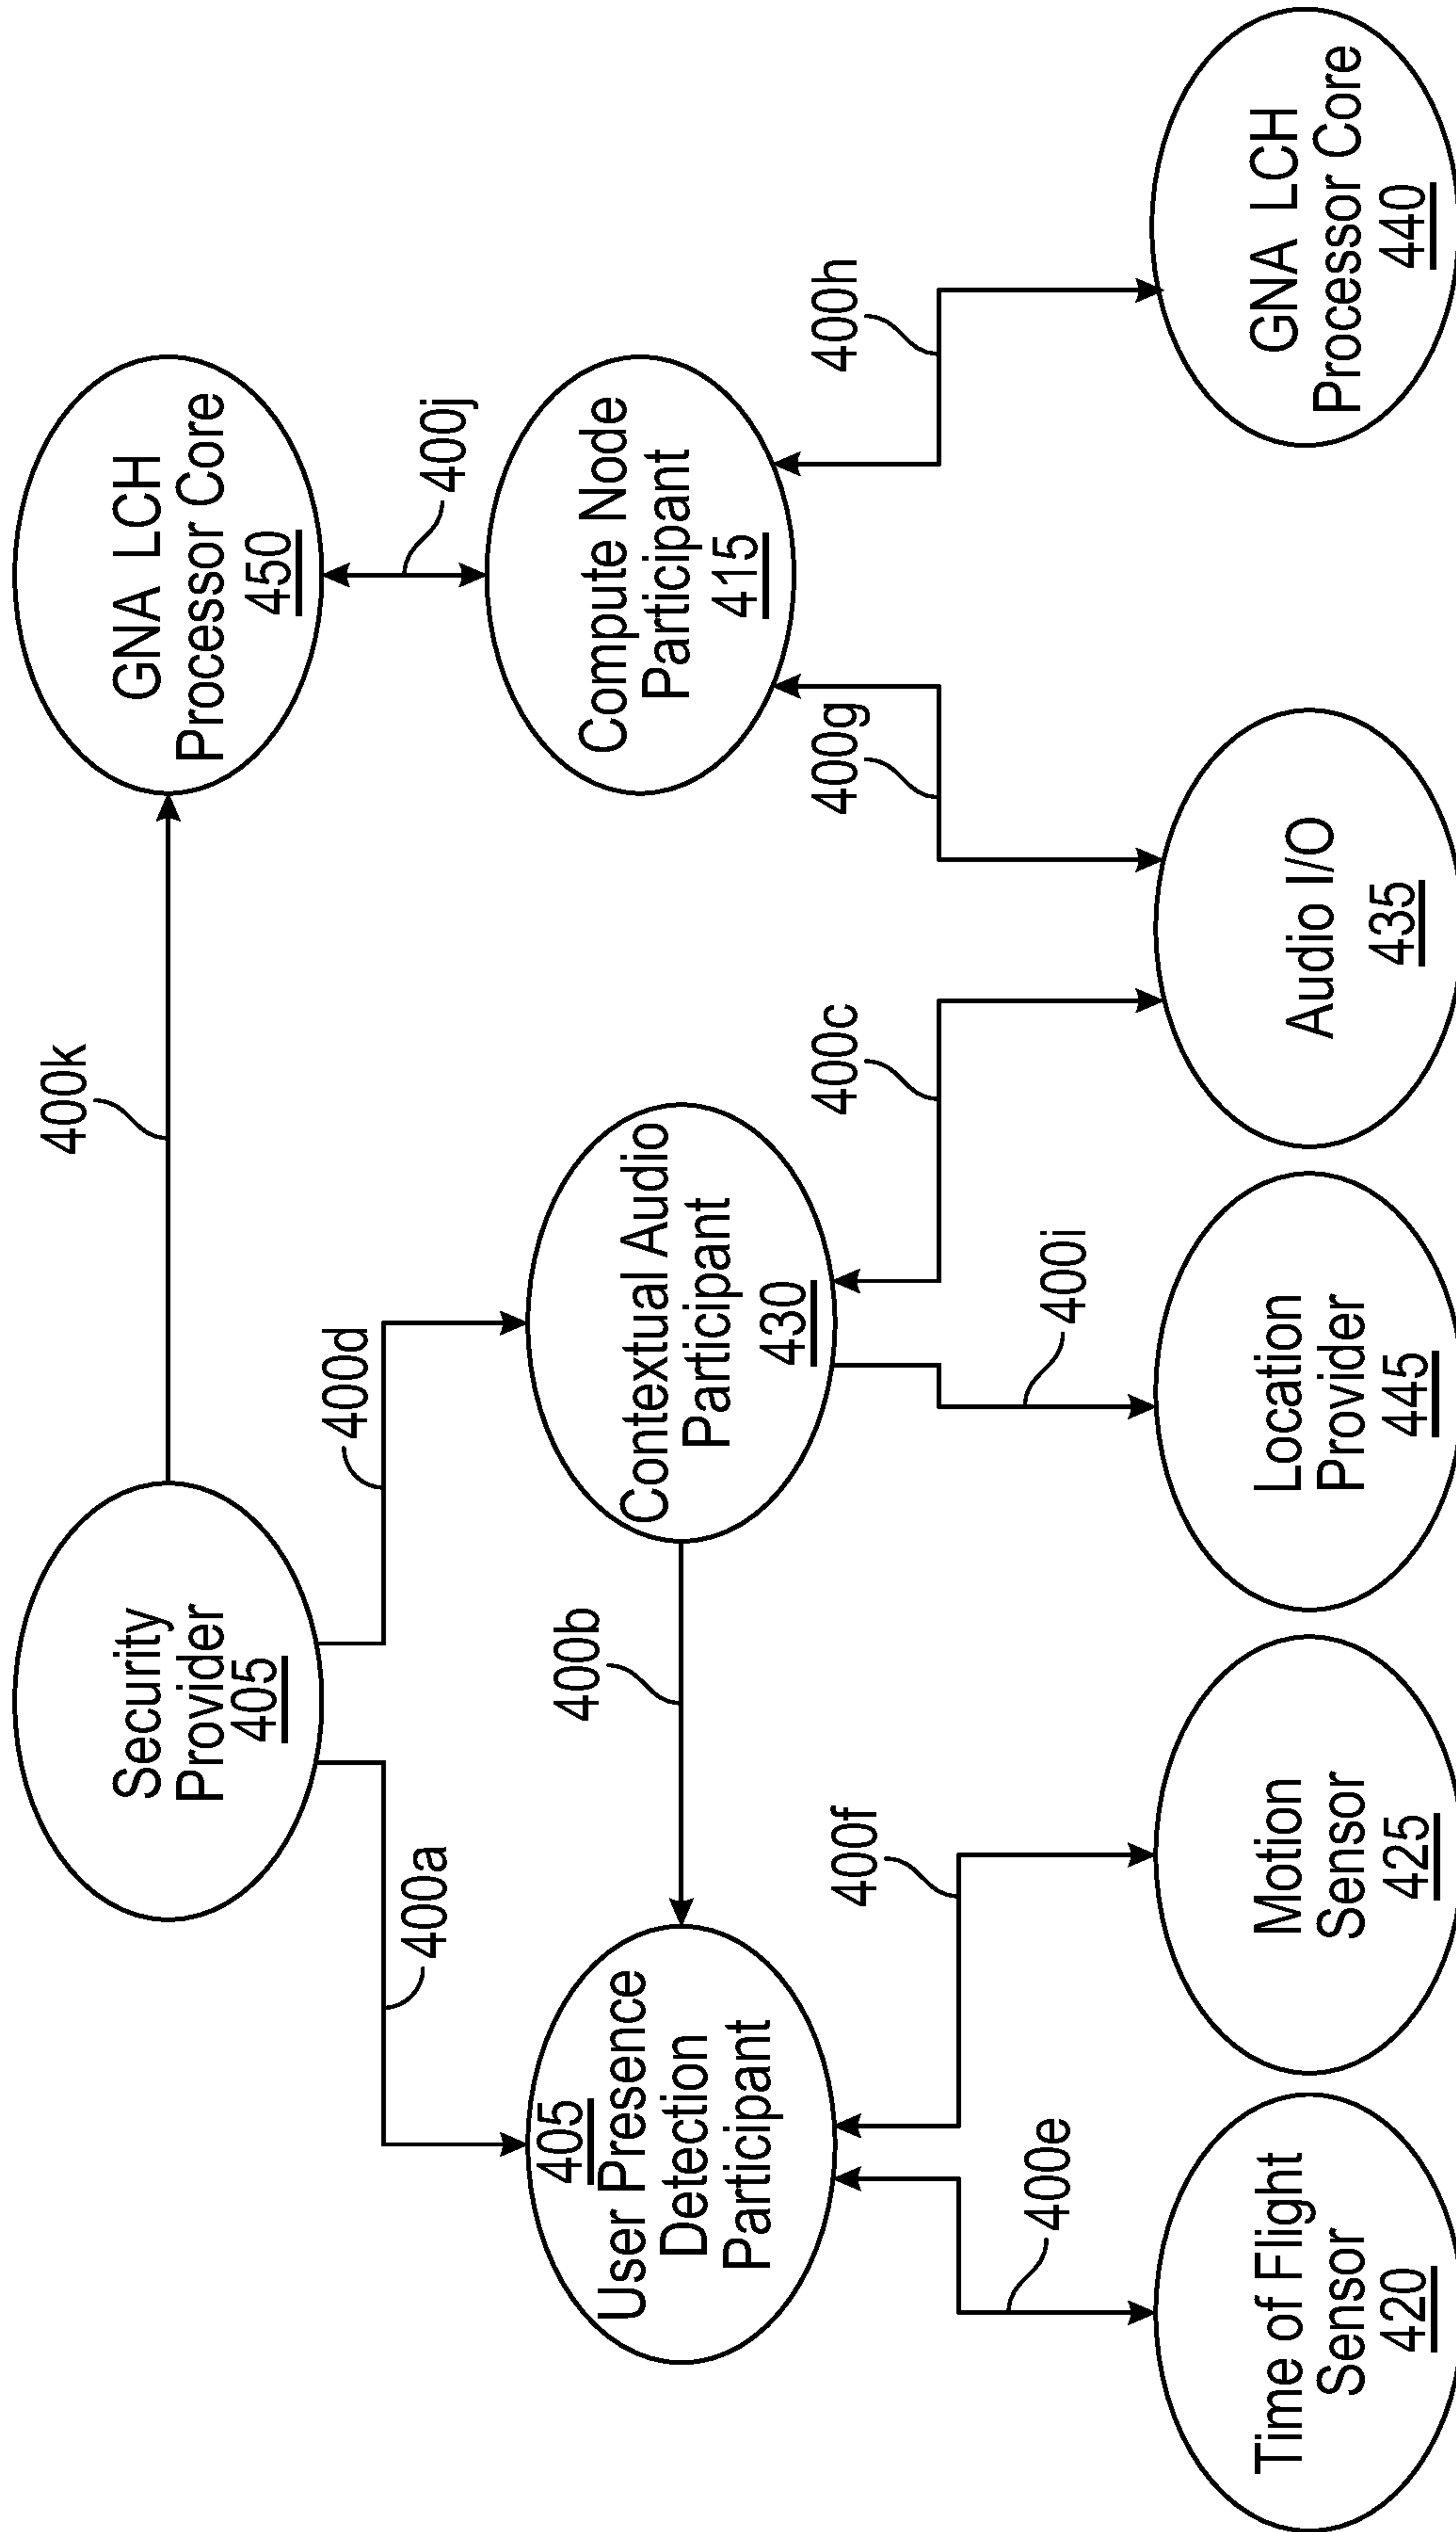 400k
Security
Provider
405
GNA LCH
Processor Core
450
400a
400d
400j
405
User Presence
Detection
Participant
400b
Contextual Audio
Participant
430
Compute Node
Participant
415
400e
400f
400i
400c
400g
400h
Time of Flight
Sensor
420
Motion
Sensor
425
Location
Provider
445
Audio I/O
435
GNA LCH
Processor Core
440